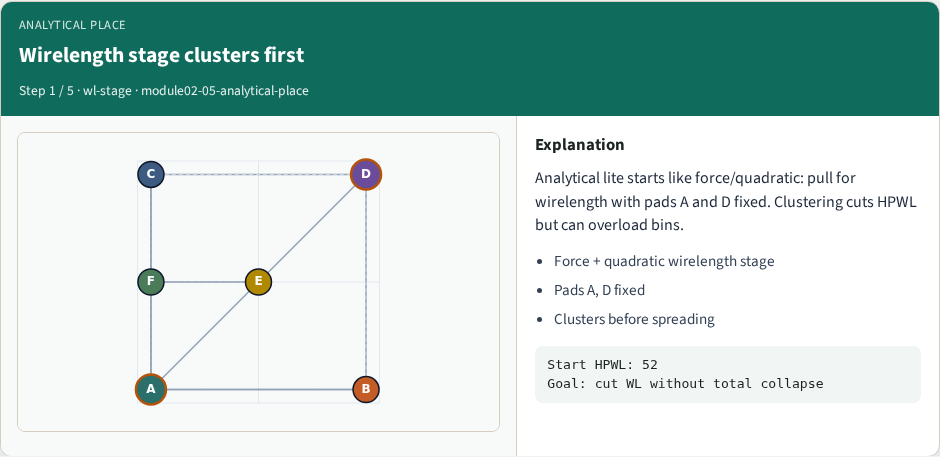 ANALYTICAL PLACE
Wirelength stage clusters first
Step 1 / 5 · wl-stage · module02-05-analytical-place
C
D
F
E
A
B
Explanation
Analytical lite starts like force/quadratic: pull for
wirelength with pads A and D fixed. Clustering cuts HPWL
but can overload bins.
• Force + quadratic wirelength stage
• Pads A, D fixed
• Clusters before spreading
Start HPWL: 52
Goal: cut WL without total collapse